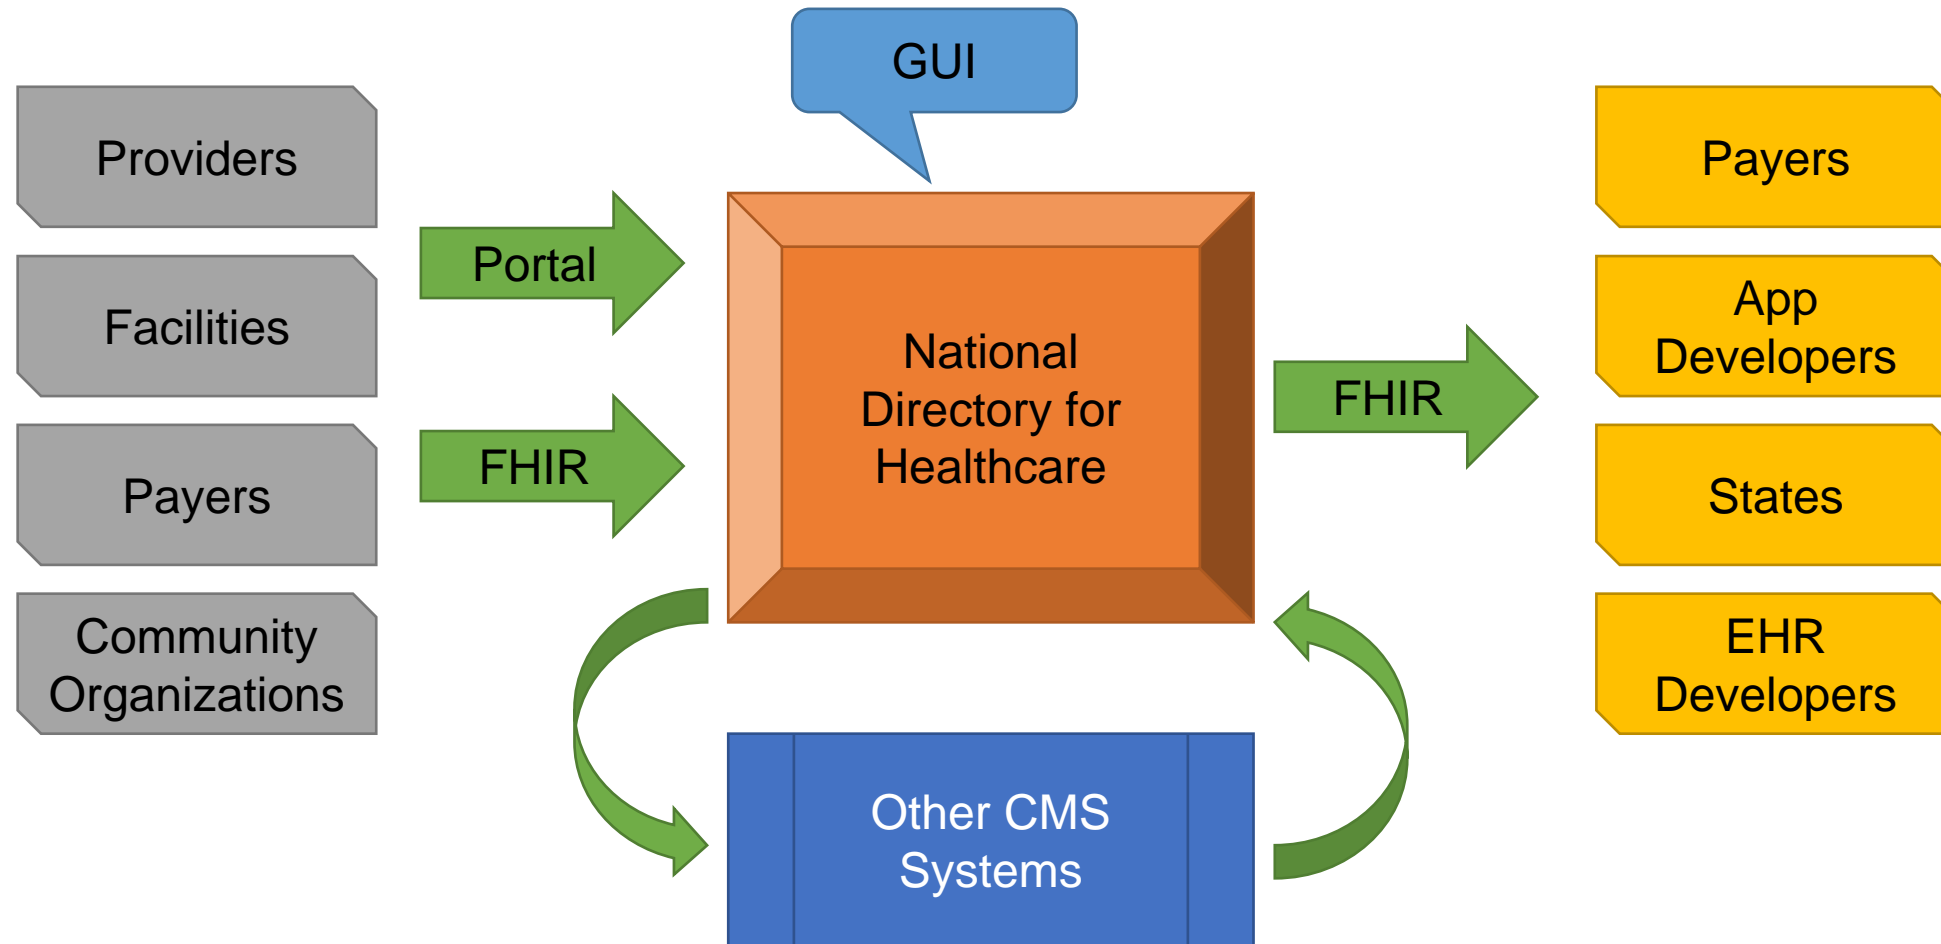 GUI
Providers
Facilities
Payers
Community
Organizations
Portal
FHIR
National
Directory for
Healthcare
Other CMS
Systems
FHIR
Payers
App
Developers
States
EHR
Developers